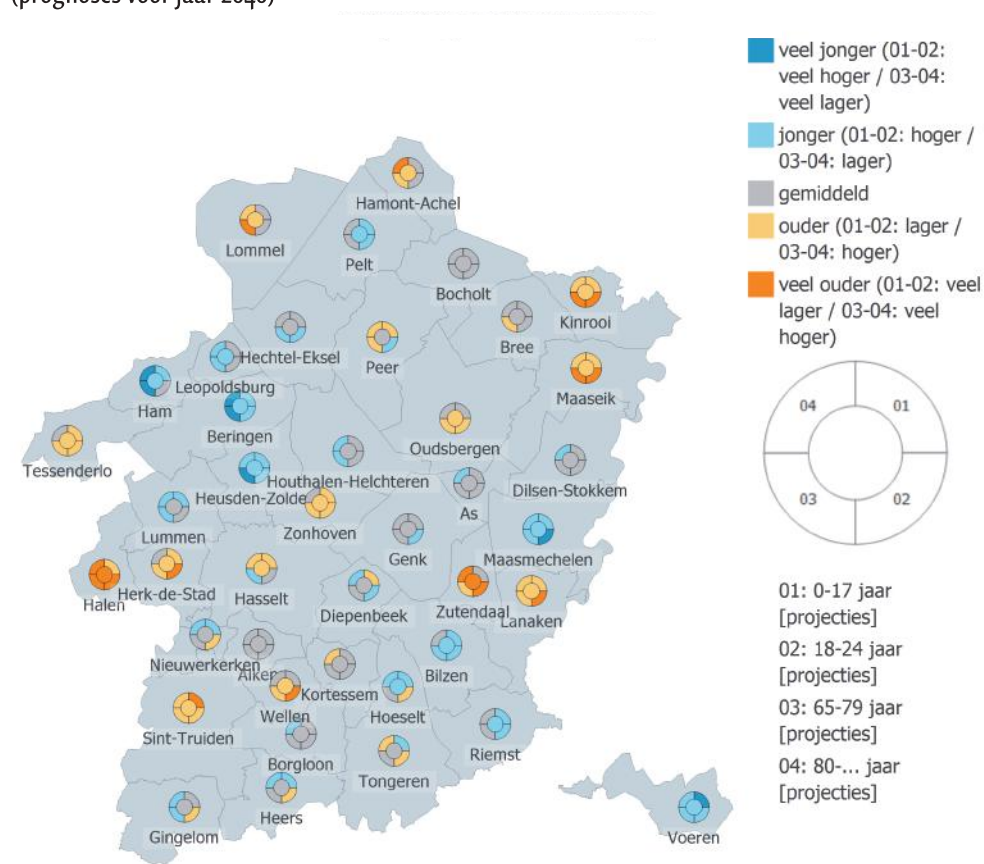 (prognoses voor jaar 2040)
veel jonger (01-02:
veel hoger / 03-04:
veel lager)
jonger (01-02: hoger /
03-04: lager)
gemiddeld
ouder (01-02: lager /
03-04: hoger)
veel ouder (01-02: veel
lager / 03-04: veel
hoger)
04
01
03
02
01: 0-17 jaar
[projecties]
02: 18-24 jaar
[projecties]
03: 65-79 jaar
[projecties]
04: 80-... jaar
[projecties]
Hamont-Achel
Lommel
Pelt
Bocholt
Kinrooi
Bree
Hechtel-Eksel
Peer
Leopoldsburg
Maaseik
Ham
Beringen
Oudsbergen
Tessenderlo
Houthalen-Helchteren
Dilsen-Stokkem
Heusden-Zolder
As
Zonhoven
Lummen
Genk
Maasmechelen
Herk-de-Stad
Hasselt
Halen
Diepenbeek
Zutendaal
Lanaken
Nieuwerkerken
Alken
Bilzen
Kortessem
Wellen
Hoeselt
Sint-Truiden
Riemst
Borgloon
Tongeren
Heers
Gingelom
Voeren